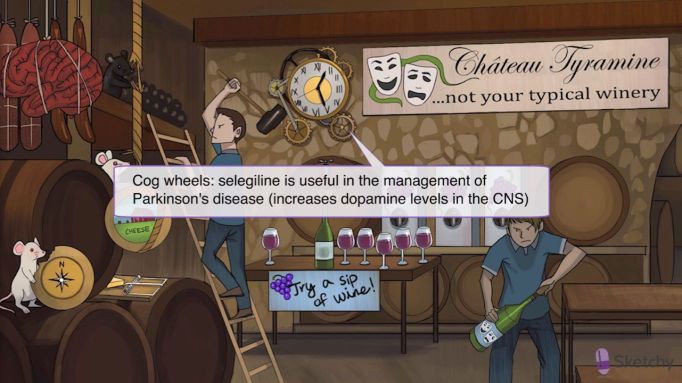 Château Tyramine
...not your typical winery
Cog wheels: selegiline is useful in the management of
Parkinson's disease (increases dopamine levels in the CNS)
CHEESE
Try a sip
of wine!
Sketchy